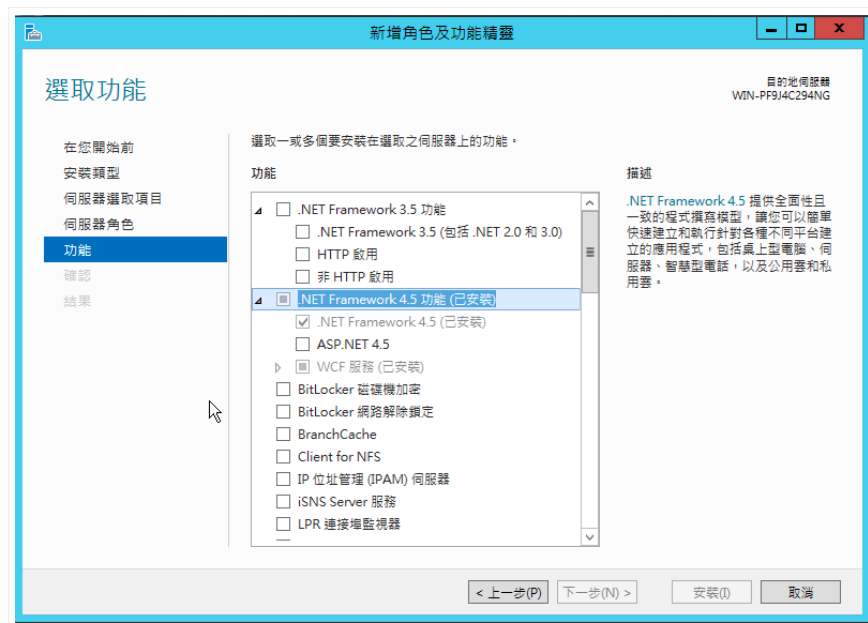 新增角色及功能精靈
選取功能
目的地伺服器
WIN-PF9J4C294NG
在您開始前
安裝類型
伺服器選取項目
伺服器角色
功能
確認
結果
選取一或多個要安裝在選取之伺服器上的功能。
功能
.NET Framework 3.5 功能
.NET Framework 3.5 (包括 .NET 2.0 和 3.0)
HTTP 啟用
非 HTTP 啟用
.NET Framework 4.5 功能 (已安裝)
.NET Framework 4.5 (已安裝)
ASP.NET 4.5
WCF 服務 (已安裝)
BitLocker 磁碟機加密
BitLocker 網路解除鎖定
BranchCache
Client for NFS
IP 位址管理 (IPAM) 伺服器
iSNS Server 服務
LPR 連接埠監視器
描述
.NET Framework 4.5 提供全面性且
一致的程式撰寫模型，讓您可以簡單
快速建立和執行針對各種不同平台建
立的應用程式，包括桌上型電腦、伺
服器、智慧型電話，以及公用雲和私
用雲。
< 上一步(P)
下一步(N) >
安裝(I)
取消